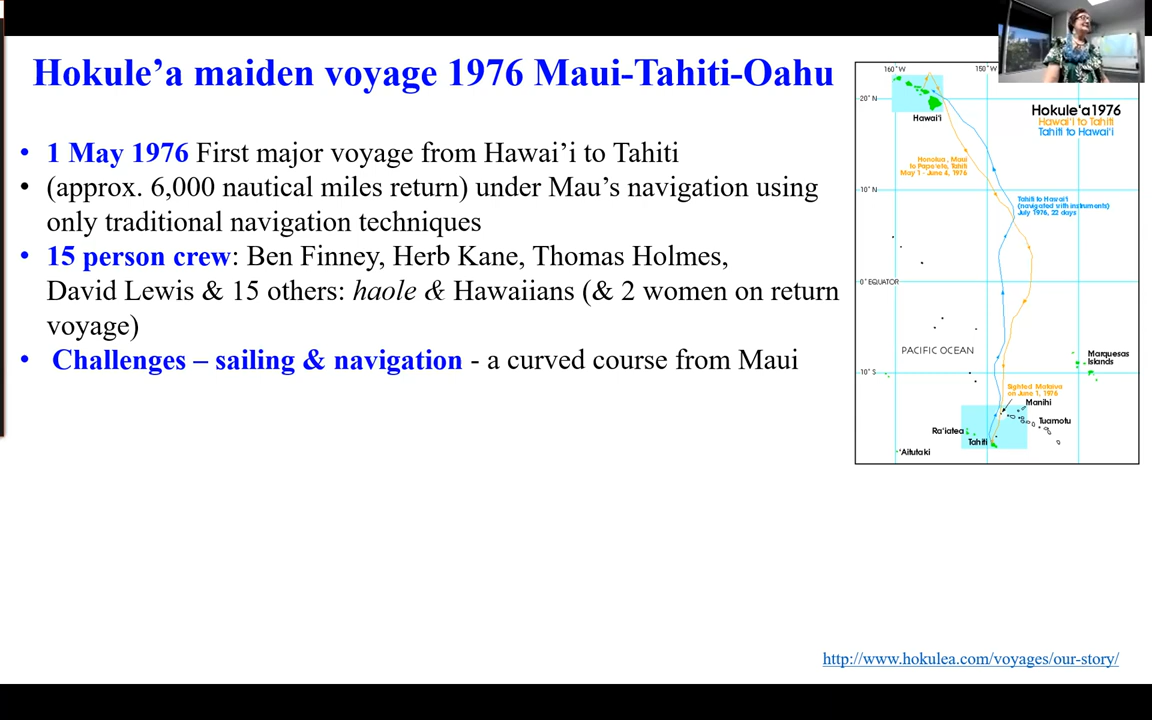 Hokule’a maiden voyage 1976 Maui-Tahiti-Oahu
• 1 May 1976 First major voyage from Hawai’i to Tahiti
• (approx. 6,000 nautical miles return) under Mau’s navigation using
only traditional navigation techniques
• 15 person crew: Ben Finney, Herb Kane, Thomas Holmes,
David Lewis & 15 others: haole & Hawaiians (& 2 women on return
voyage)
• Challenges – sailing & navigation - a curved course from Maui
160° W
150° W
20° N
Hokule'a 1976
Hawai'i to Tahiti
Tahiti to Hawai'i
Hawai'i
Honolua, Maui
to Pape'ete, Tahiti
May 1 - June 4, 1976
10° N
Tahiti to Hawai'i
(navigated with instruments)
July 1976, 22 days
0° EQUATOR
PACIFIC OCEAN
Marquesas
Islands
10° S
Sighted Mataiva
on June 1, 1976
Manihi
Tuamotu
Ra'iatea
Tahiti
'Aitutaki
http://www.hokulea.com/voyages/our-story/